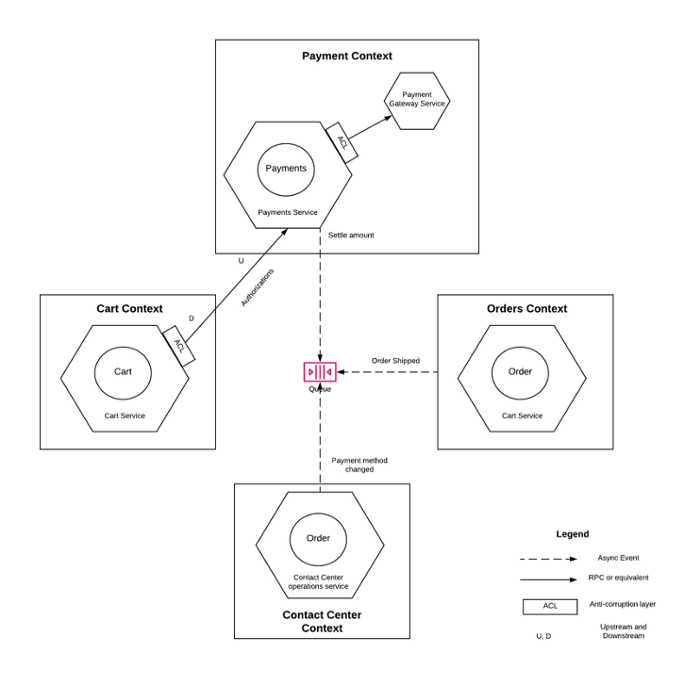 Payment Context
Payment
Gateway Service
ACL
Payments
Payments Service
Settle amount
U
Authorizations
D
Cart Context
ACL
Cart
Cart Service
Orders Context
Order
Cart Service
Order Shipped
Queue
Payment method
changed
Order
Contact Center
operations service
Contact Center
Context
Legend
Async Event
RPC or equivalent
ACL
Anti-corruption layer
U, D
Upstream and
Downstream